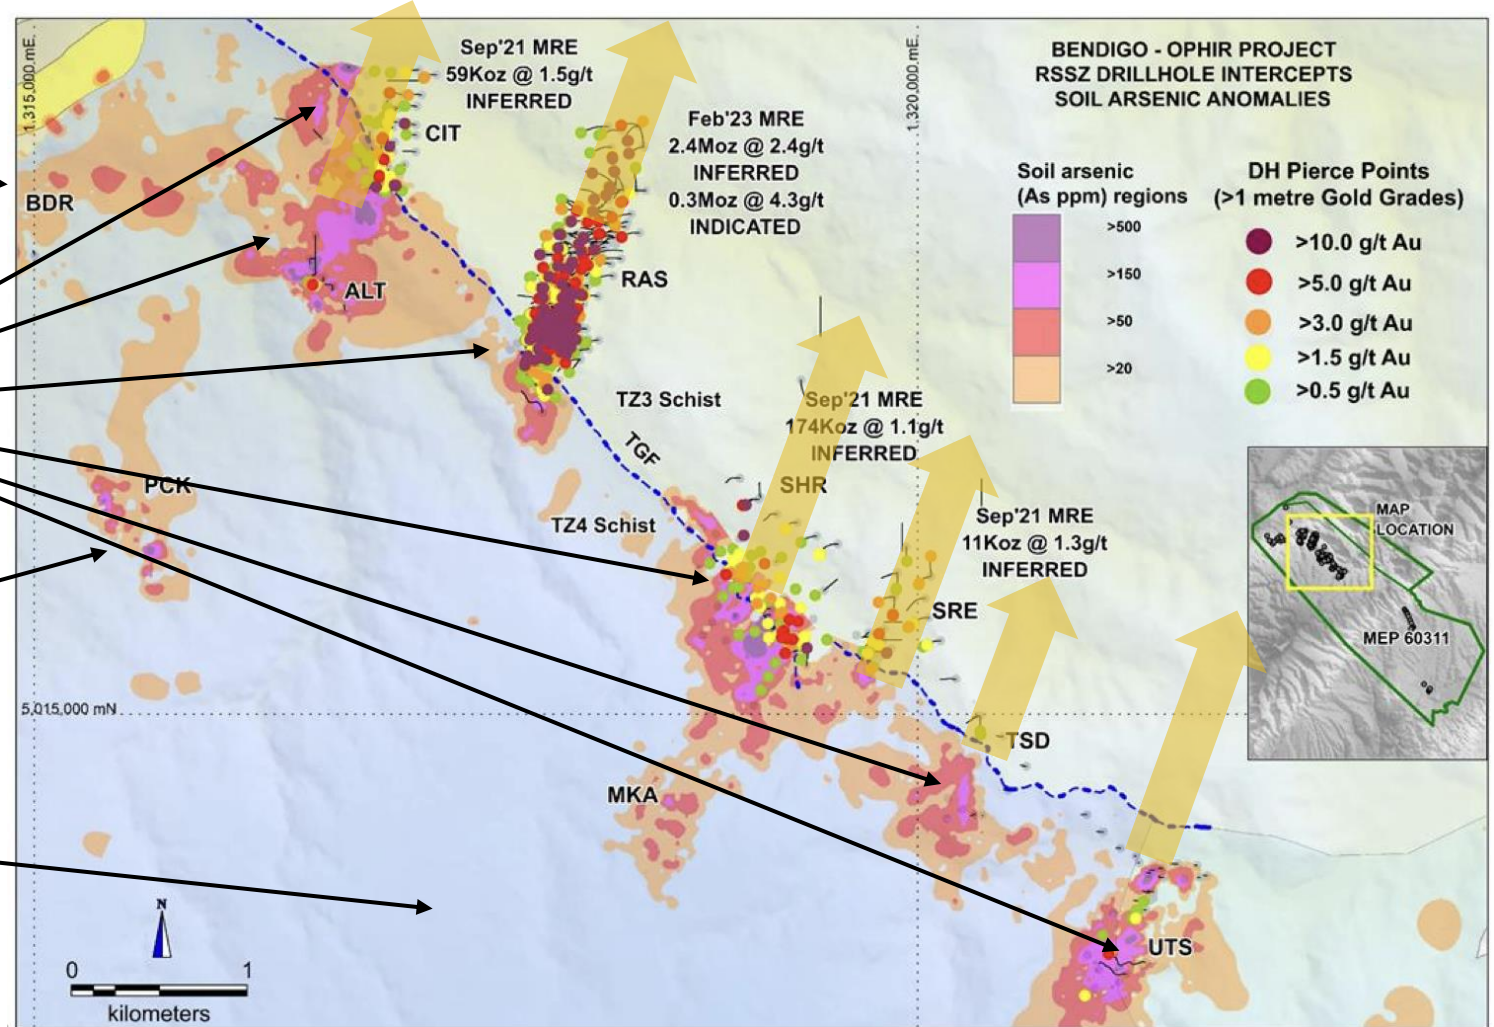 1,315,000 mE
Sep'21 MRE
59Koz @ 1.5g/t
INFERRED
CIT
1,320,000 mE
BENDIGO - OPHIR PROJECT
RSSZ DRILLHOLE INTERCEPTS
SOIL ARSENIC ANOMALIES
Feb'23 MRE
2.4Moz @ 2.4g/t
INFERRED
0.3Moz @ 4.3g/t
INDICATED
Soil arsenic
(As ppm) regions
>500
>150
>50
>20
DH Pierce Points
(>1 metre Gold Grades)
>10.0 g/t Au
>5.0 g/t Au
>3.0 g/t Au
>1.5 g/t Au
>0.5 g/t Au
BDR
ALT
RAS
TZ3 Schist
TGF
Sep'21 MRE
174Koz @ 1.1g/t
INFERRED
PCK
SHR
TZ4 Schist
Sep'21 MRE
11Koz @ 1.3g/t
INFERRED
MAP
LOCATION
MEP 60311
SRE
5,015,000 mN
TSD
MKA
UTS
N
0 1
kilometers